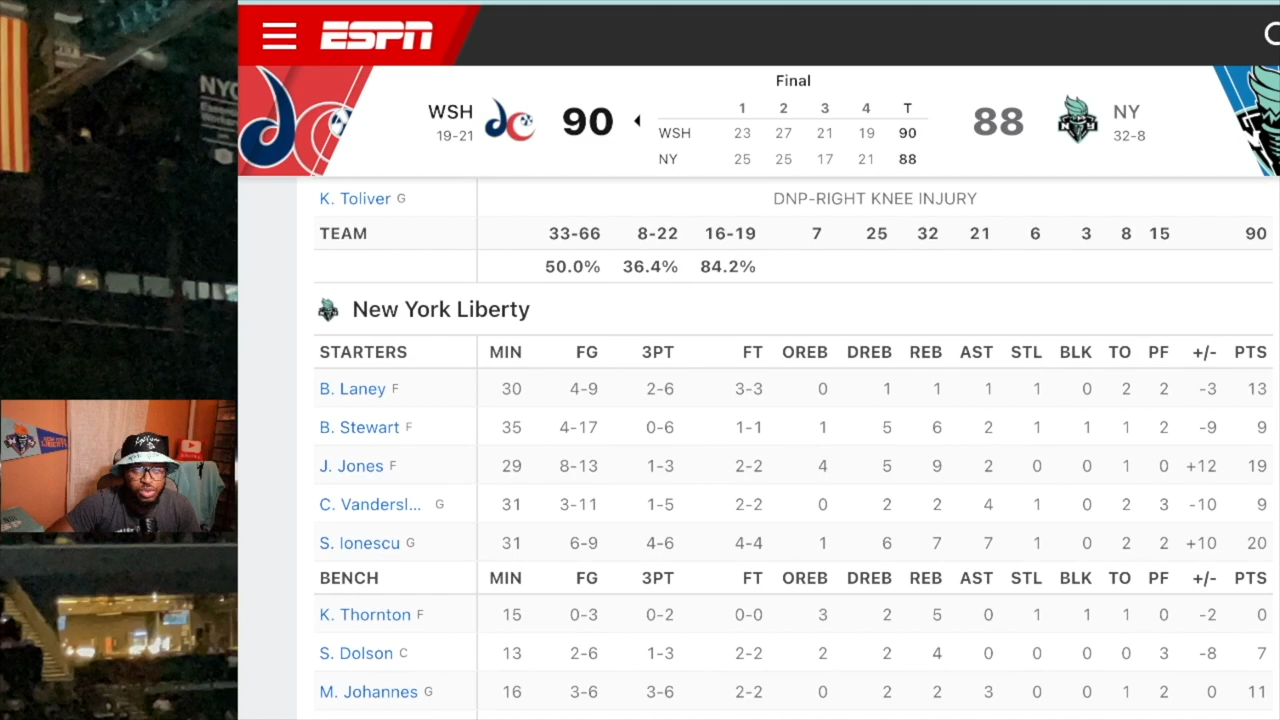 ESPN
Final
WSH 90 1 2 3 4 T 88 NY
19-21 WSH 23 27 21 19 90 32-8
NY 25 25 17 21 88
K. Toliver G DNP-RIGHT KNEE INJURY
TEAM 33-66 8-22 16-19 7 25 32 21 6 3 8 15 90
50.0% 36.4% 84.2%
New York Liberty
STARTERS MIN FG 3PT FT OREB DREB REB AST STL BLK TO PF +/- PTS
B. Laney F 30 4-9 2-6 3-3 0 1 1 1 1 0 2 2 -3 13
B. Stewart F 35 4-17 0-6 1-1 1 5 6 2 1 1 1 2 -9 9
J. Jones F 29 8-13 1-3 2-2 4 5 9 2 0 0 1 0 +12 19
C. Vandersl... G 31 3-11 1-5 2-2 0 2 2 4 1 0 2 3 -10 9
S. Ionescu G 31 6-9 4-6 4-4 1 6 7 7 1 0 2 2 +10 20
BENCH MIN FG 3PT FT OREB DREB REB AST STL BLK TO PF +/- PTS
K. Thornton F 15 0-3 0-2 0-0 3 2 5 0 1 1 1 0 -2 0
S. Dolson C 13 2-6 1-3 2-2 2 2 4 0 0 0 0 3 -8 7
M. Johannes G 16 3-6 3-6 2-2 0 2 2 3 0 0 1 2 0 11